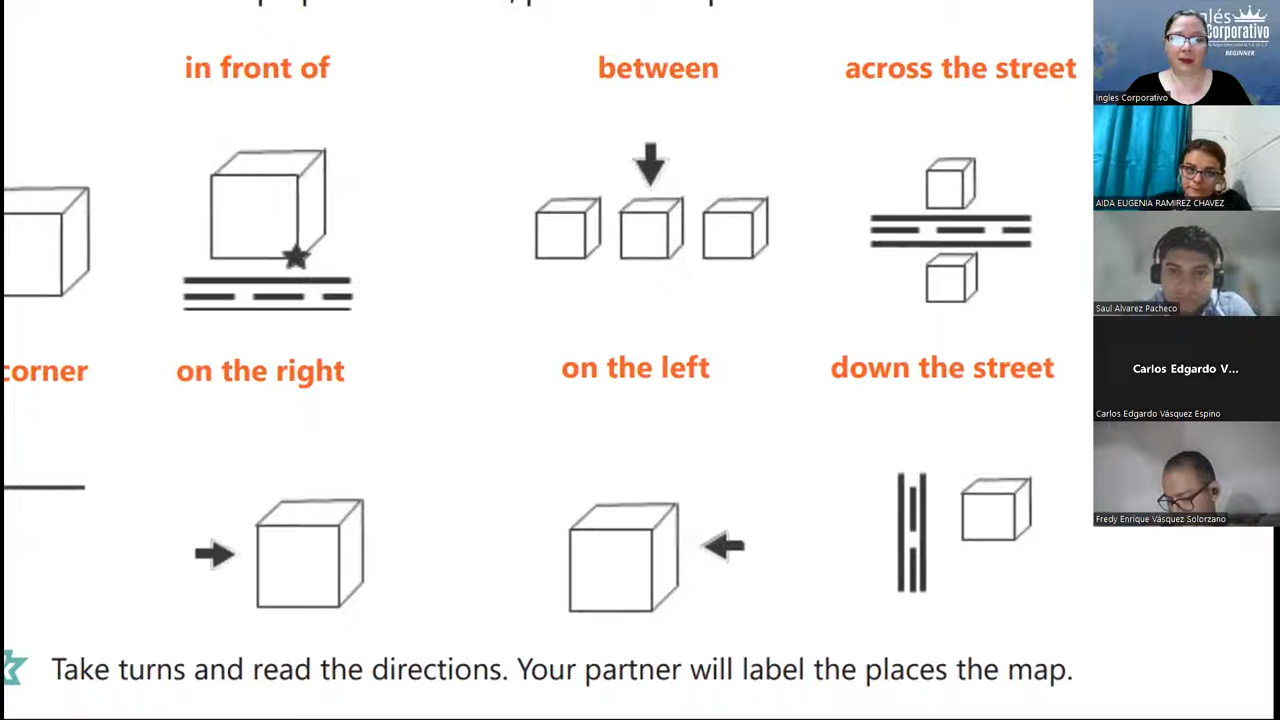 in front of
between
across the street
corner
on the right
on the left
down the street
Take turns and read the directions. Your partner will label the places the map.
Corporativo
BEGINNER
Ingles Corporativo
AIDA EUGENIA RAMIREZ CHAVEZ
Saul Alvarez Pacheco
Carlos Edgardo V...
Carlos Edgardo Vásquez Espino
Fredy Enrique Vásquez Solorzano